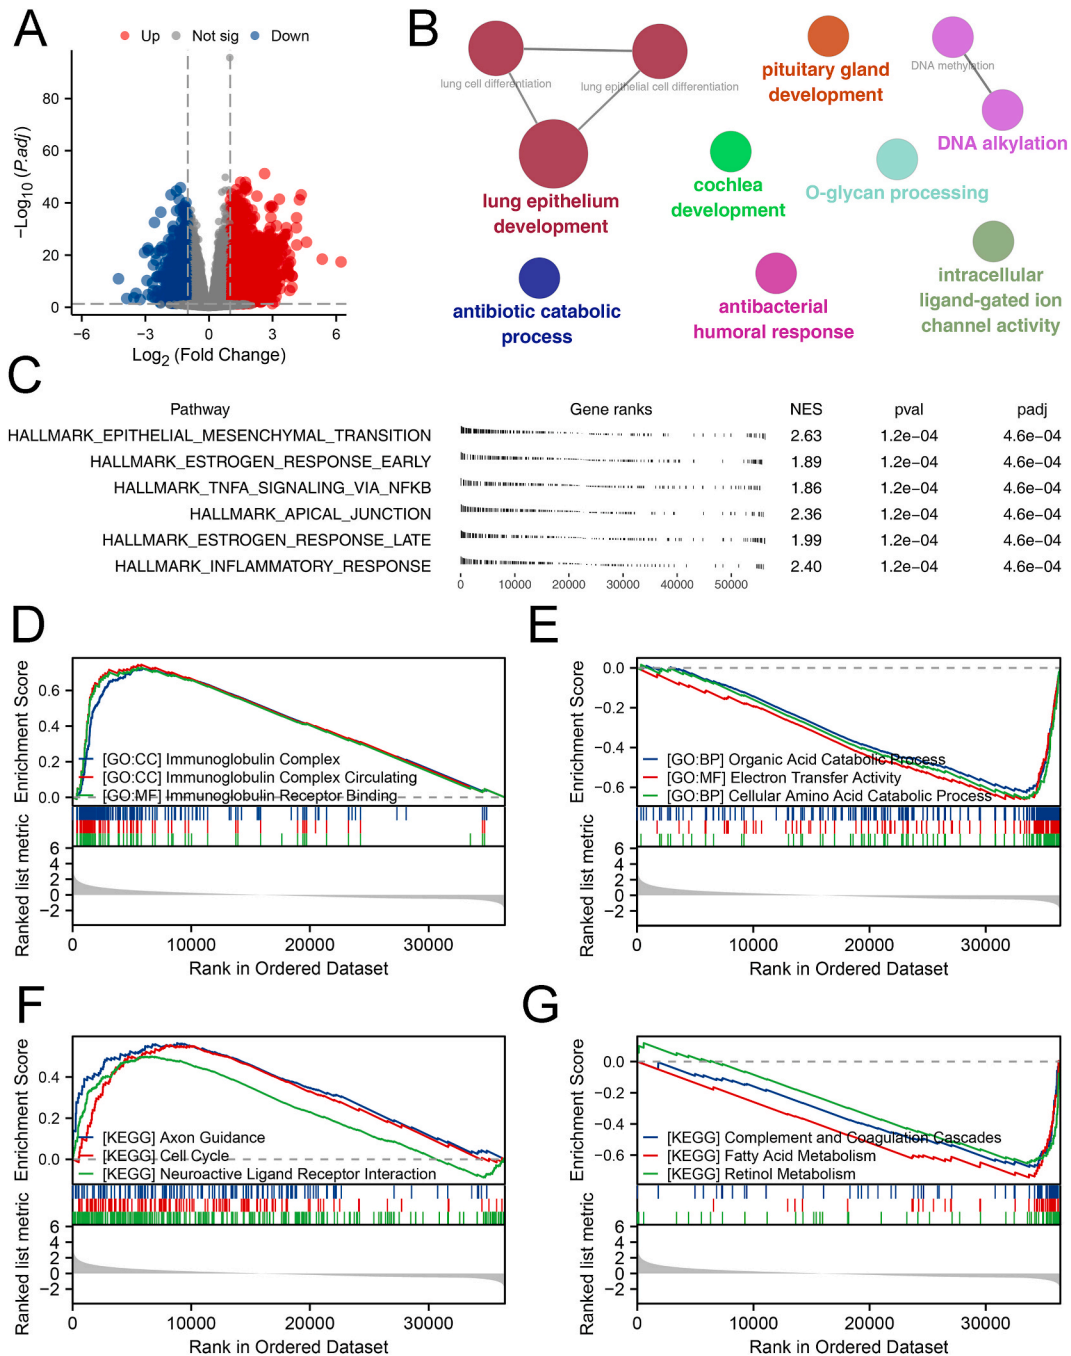 A
Up Not sig Down
−Log10 (P.adj)
80
60
40
20
0
−6 −3 0 3 6
Log2 (Fold Change)
B
lung cell differentiation
lung epithelial cell differentiation
lung epithelium
development
pituitary gland
development
DNA methylation
DNA alkylation
cochlea
development
O-glycan processing
antibiotic catabolic
process
antibacterial
humoral response
intracellular
ligand-gated ion
channel activity
C
Pathway Gene ranks NES pval padj
HALLMARK_EPITHELIAL_MESENCHYMAL_TRANSITION 2.63 1.2e−04 4.6e−04
HALLMARK_ESTROGEN_RESPONSE_EARLY 1.89 1.2e−04 4.6e−04
HALLMARK_TNFA_SIGNALING_VIA_NFKB 1.86 1.2e−04 4.6e−04
HALLMARK_APICAL_JUNCTION 2.36 1.2e−04 4.6e−04
HALLMARK_ESTROGEN_RESPONSE_LATE 1.99 1.2e−04 4.6e−04
HALLMARK_INFLAMMATORY_RESPONSE 2.40 1.2e−04 4.6e−04
0 10000 20000 30000 40000 50000
D
Enrichment Score
0.6
0.4
0.2
0.0
[GO:CC] Immunoglobulin Complex
[GO:CC] Immunoglobulin Complex Circulating
[GO:MF] Immunoglobulin Receptor Binding
Ranked list metric
6
4
2
0
−2
0 10000 20000 30000
Rank in Ordered Dataset
E
Enrichment Score
0.0
−0.2
−0.4
−0.6
[GO:BP] Organic Acid Catabolic Process
[GO:MF] Electron Transfer Activity
[GO:BP] Cellular Amino Acid Catabolic Process
Ranked list metric
6
4
2
0
−2
0 10000 20000 30000
Rank in Ordered Dataset
F
Enrichment Score
0.4
0.2
0.0
[KEGG] Axon Guidance
[KEGG] Cell Cycle
[KEGG] Neuroactive Ligand Receptor Interaction
Ranked list metric
6
4
2
0
−2
0 10000 20000 30000
Rank in Ordered Dataset
G
Enrichment Score
0.0
−0.2
−0.4
−0.6
[KEGG] Complement and Coagulation Cascades
[KEGG] Fatty Acid Metabolism
[KEGG] Retinol Metabolism
Ranked list metric
6
4
2
0
−2
0 10000 20000 30000
Rank in Ordered Dataset